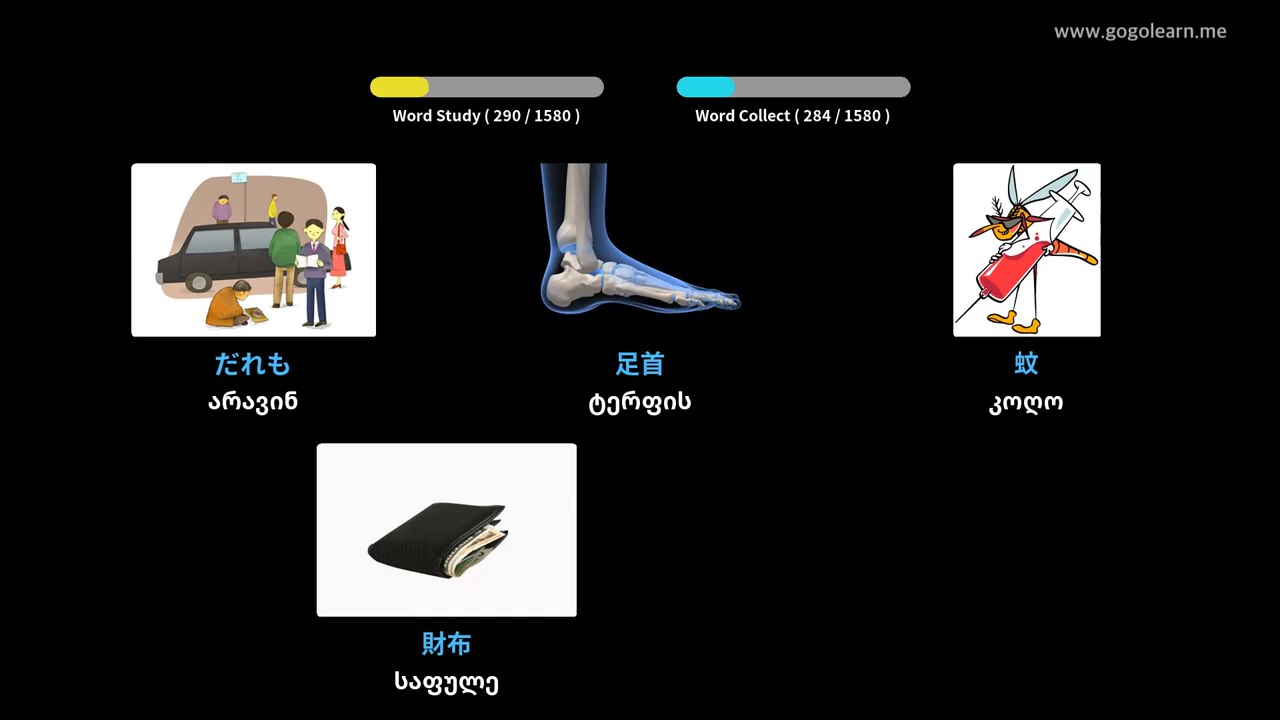 www.gogolearn.me
Word Study ( 290 / 1580 )
Word Collect ( 284 / 1580 )
だれも
არავინ
足首
ტერფის
蚊
კოღო
財布
საფულე